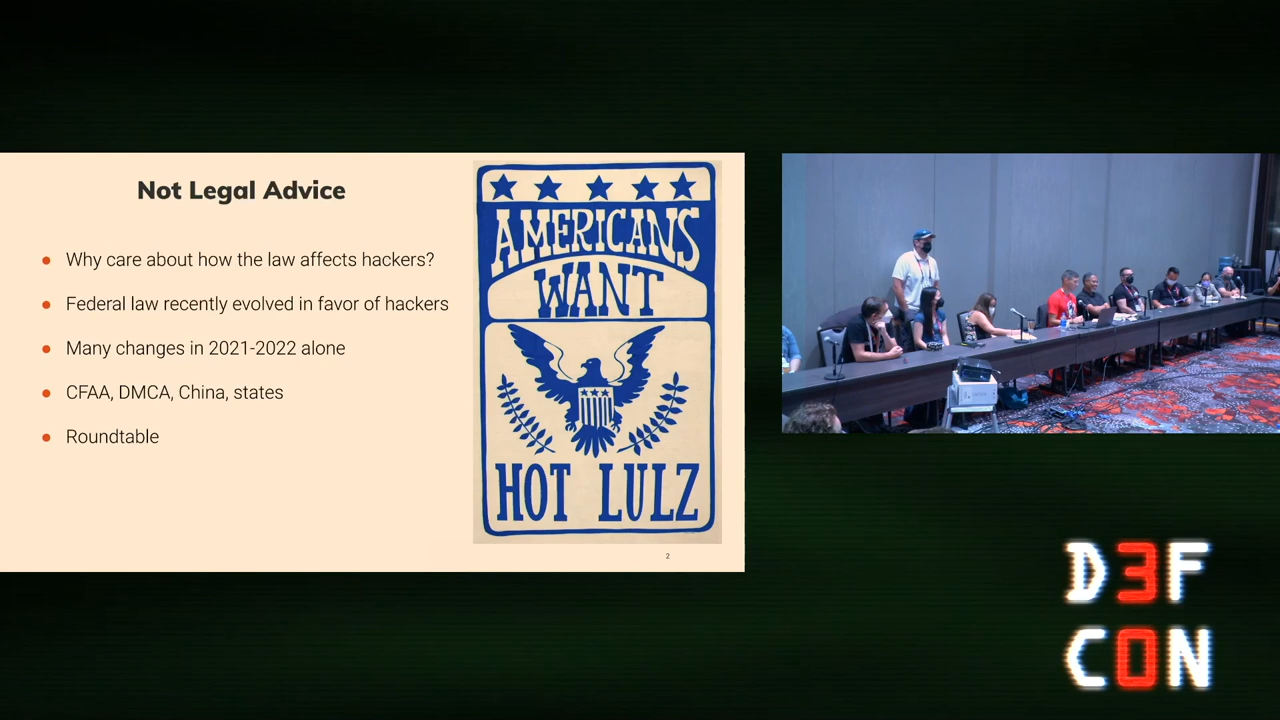 Not Legal Advice
Why care about how the law affects hackers?
Federal law recently evolved in favor of hackers
Many changes in 2021-2022 alone
CFAA, DMCA, China, states
Roundtable
AMERICANS
WANT
HOT LULZ
2
D3F
C0N